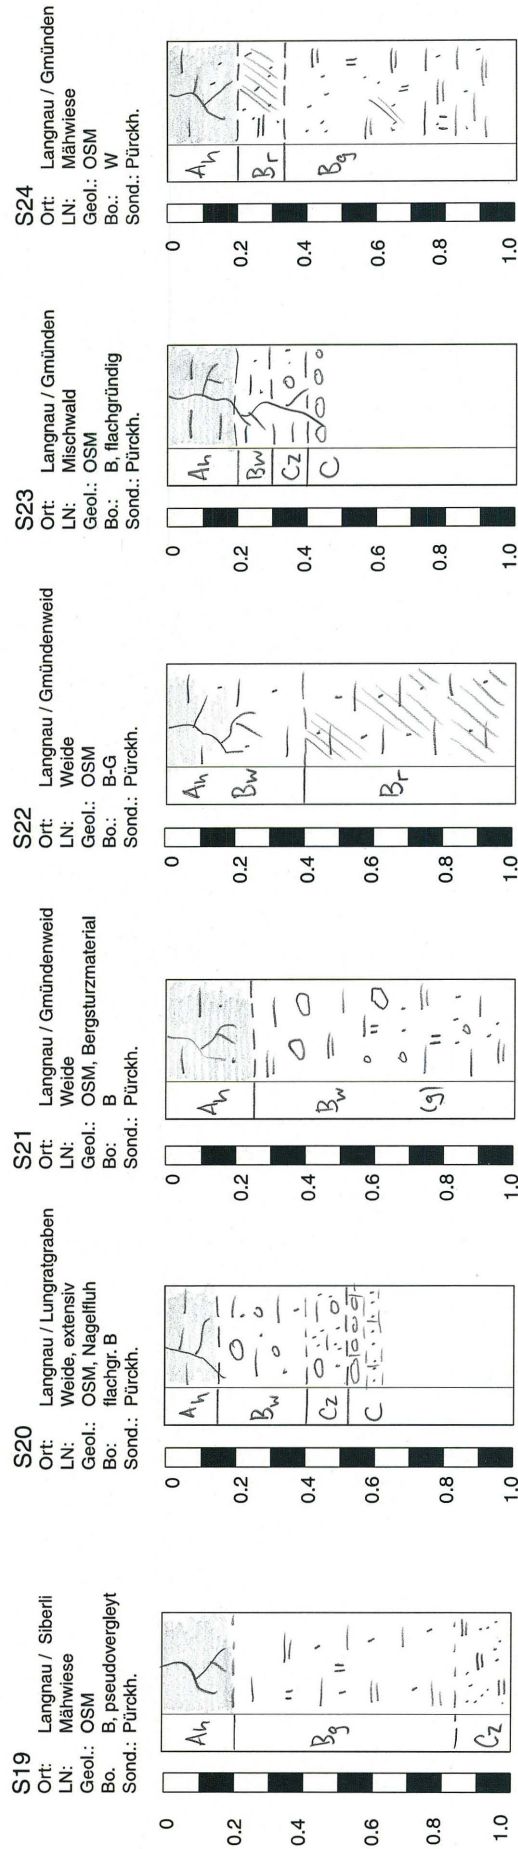 S19
Ort: Langnau / Siberli
LN: Mähwiese
Geol.: OSM
Bo. B, pseudovergleyt
Sond.: Pürckh.
0
0.2
0.4
0.6
0.8
1.0
Ah
Bg
Cz
S20
Ort: Langnau / Lungratgraben
LN: Weide, extensiv
Geol.: OSM, Nagelfluh
Bo: flachgr. B
Sond.: Pürckh.
0
0.2
0.4
0.6
0.8
1.0
Ah
Bw
Cz
C
S21
Ort: Langnau / Gmündenweid
LN: Weide
Geol.: OSM, Bergsturzmaterial
Bo: B
Sond.: Pürckh.
0
0.2
0.4
0.6
0.8
1.0
Ah
Bw
(g)
S22
Ort: Langnau / Gmündenweid
LN: Weide
Geol.: OSM
Bo.: B-G
Sond.: Pürckh.
0
0.2
0.4
0.6
0.8
1.0
Ah
Bw
Br
S23
Ort: Langnau / Gmünden
LN: Mischwald
Geol.: OSM
Bo.: B, flachgründig
Sond.: Pürckh.
0
0.2
0.4
0.6
0.8
1.0
Ah
Bw
Cz
C
S24
Ort: Langnau / Gmünden
LN: Mähwiese
Geol.: OSM
Bo.: W
Sond.: Pürckh.
0
0.2
0.4
0.6
0.8
1.0
Ah
Br
Bg